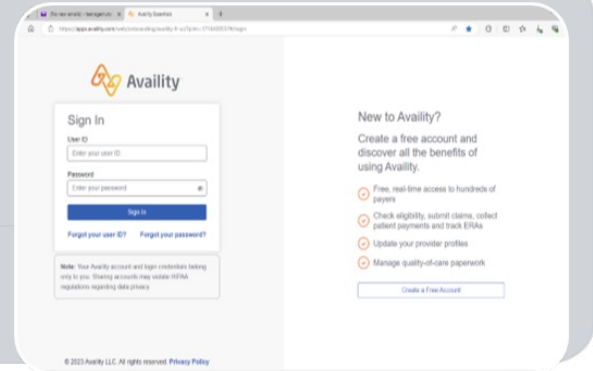 Availity Essentials
Availity
Sign In
User ID
Enter your user ID
Password
Enter your password
Sign In
Forgot your user ID? Forgot your password?
Note: Your Availity account and login credentials belong
only to you. Sharing accounts may violate HIPAA
regulations regarding data privacy.
© 2023 Availity LLC. All rights reserved. Privacy Policy
New to Availity?
Create a free account and
discover all the benefits of
using Availity.
Free, real-time access to hundreds of
payers
Check eligibility, submit claims, collect
patient payments and track ERAs
Update your provider profiles
Manage quality-of-care paperwork
Create a Free Account